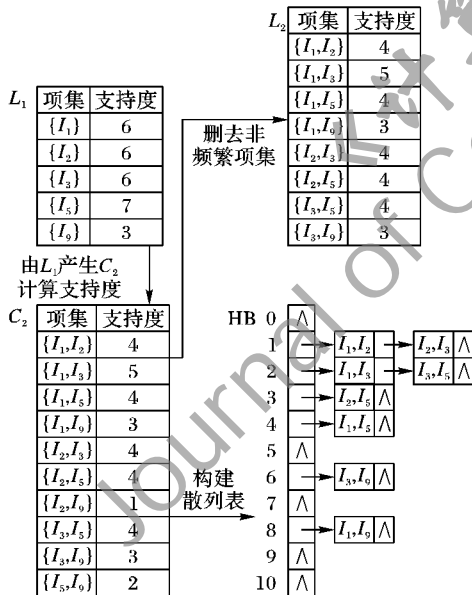 L₂ 项集 支持度
{I₁,I₂} 4
{I₁,I₃} 5
{I₁,I₅} 4
{I₁,I₉} 3
{I₂,I₃} 4
{I₂,I₅} 4
{I₃,I₅} 4
{I₃,I₉} 3
L₁ 项集 支持度
{I₁} 6
{I₂} 6
{I₃} 6
{I₅} 7
{I₉} 3
删去非
频繁项集
由L₁产生C₂
计算支持度
C₂ 项集 支持度
{I₁,I₂} 4
{I₁,I₃} 5
{I₁,I₅} 4
{I₁,I₉} 3
{I₂,I₃} 4
{I₂,I₅} 4
{I₂,I₉} 1
{I₃,I₅} 4
{I₃,I₉} 3
{I₅,I₉} 2
构建
散列表
HB 0 ∧
1 I₁,I₂ I₂,I₃ ∧
2 I₁,I₃ I₃,I₅ ∧
3 I₂,I₅ ∧
4 I₁,I₅ ∧
5 ∧
6 I₃,I₉ ∧
7 ∧
8 I₁,I₉ ∧
9 ∧
10 ∧
Journal of C